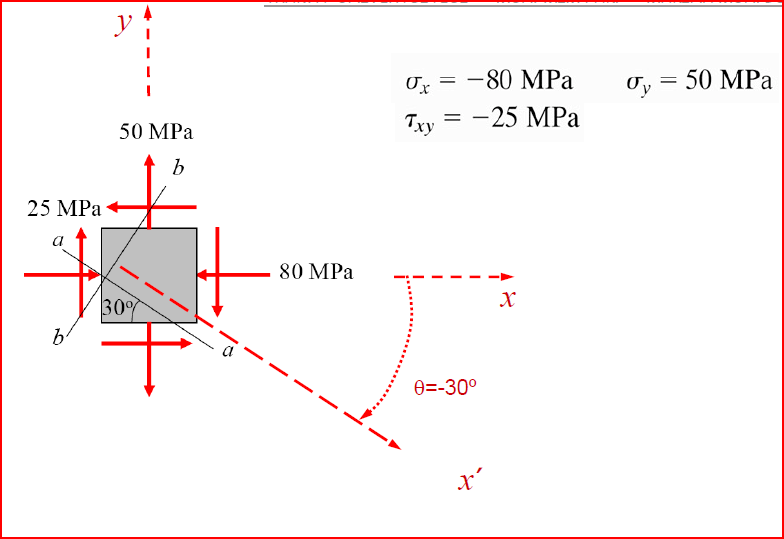 y
σx = −80 MPa σy = 50 MPa
τxy = −25 MPa
50 MPa
b
25 MPa
a
80 MPa
x
30º
b
a
θ=-30º
x′